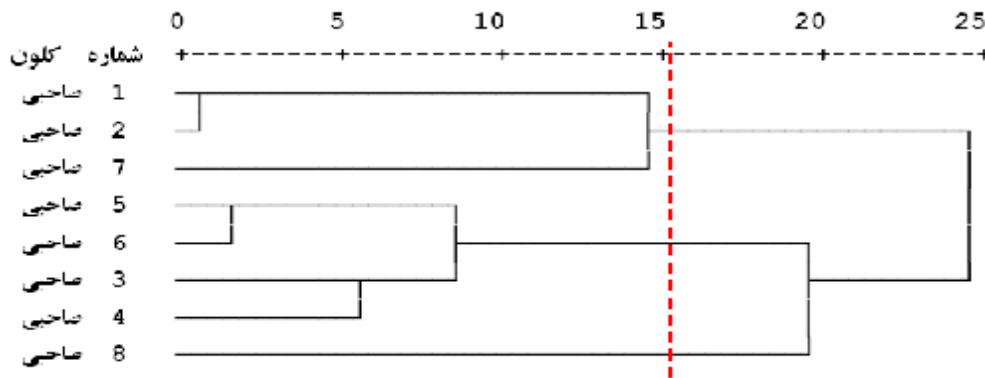 0 5 10 15 20 25
شماره کلون
1 صاحبی
2 صاحبی
7 صاحبی
5 صاحبی
6 صاحبی
3 صاحبی
4 صاحبی
8 صاحبی